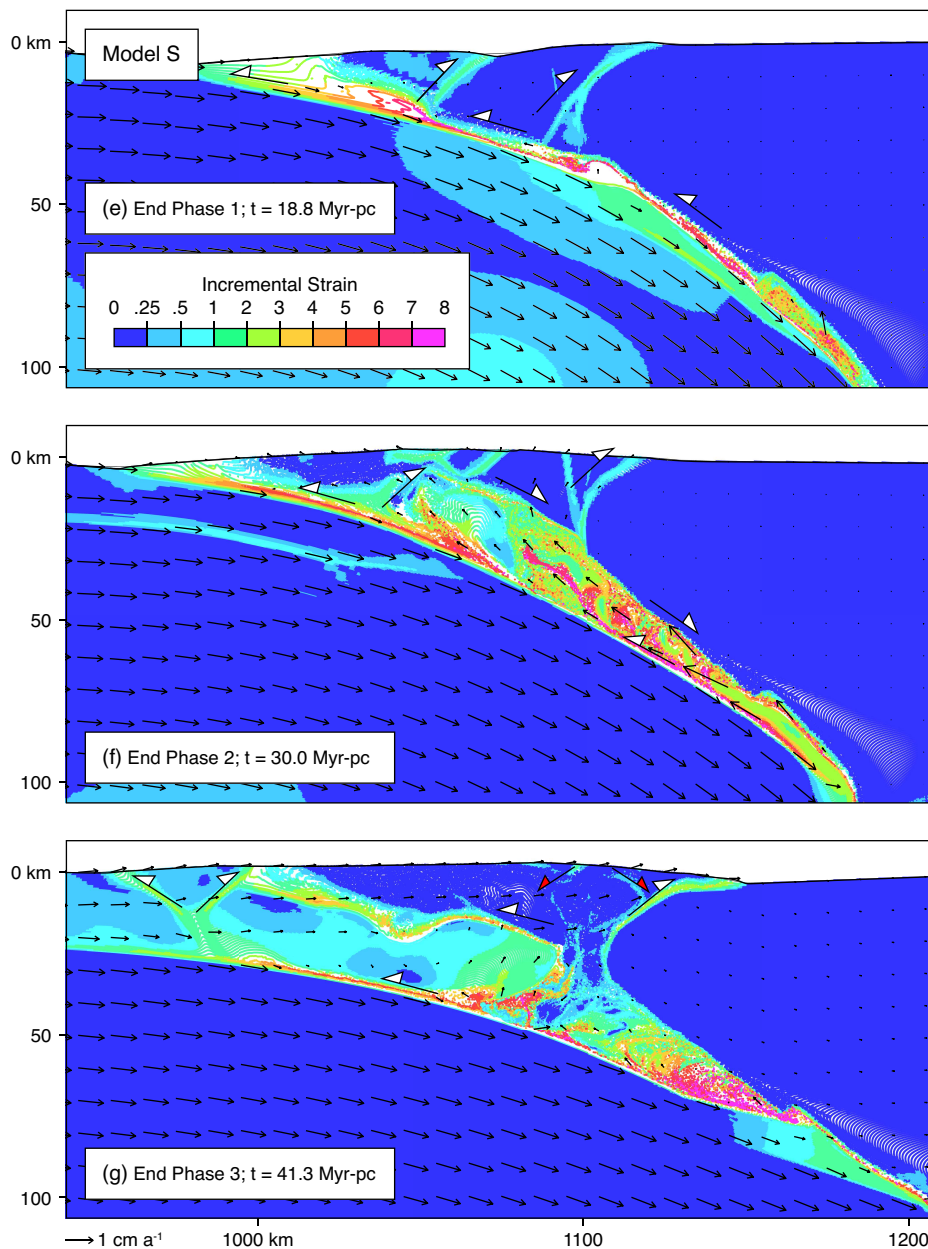 0 km
Model S
50
(e) End Phase 1; t = 18.8 Myr-pc
Incremental Strain
0 .25 .5 1 2 3 4 5 6 7 8
100
0 km
50
(f) End Phase 2; t = 30.0 Myr-pc
100
0 km
50
(g) End Phase 3; t = 41.3 Myr-pc
100
1 cm a⁻¹ 1000 km 1100 1200